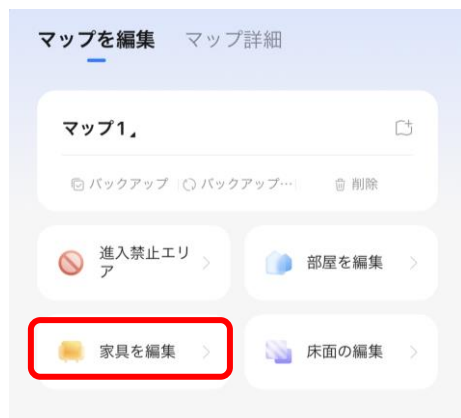 マップを編集 マップ詳細
マップ1
バックアップ バックアップ… 削除
進入禁止エリ
ア
部屋を編集
家具を編集
床面の編集